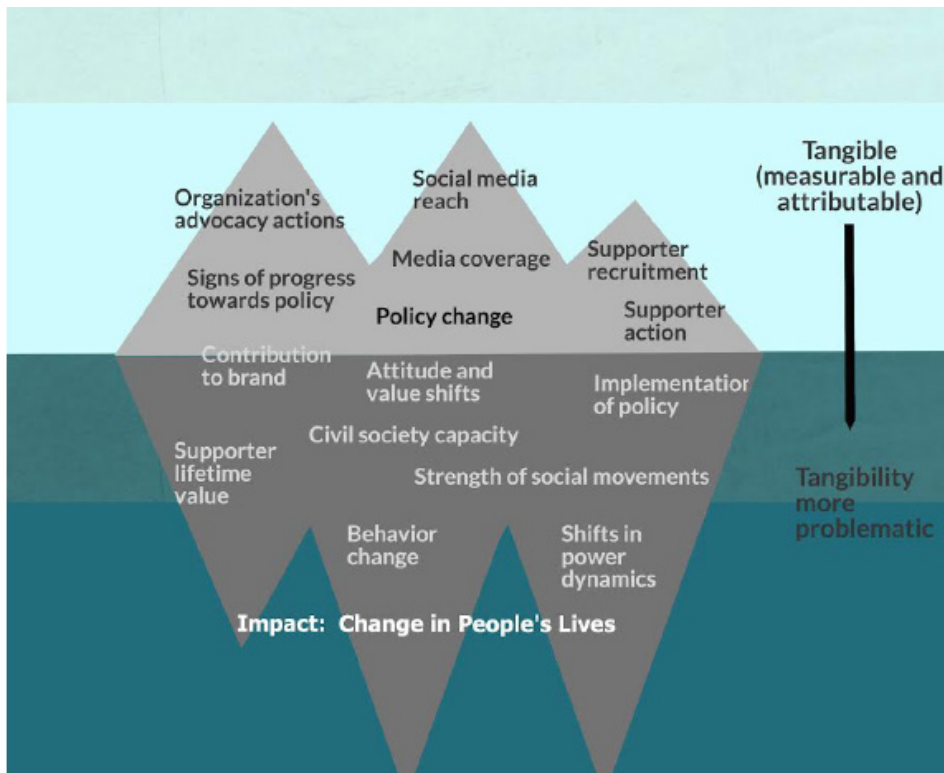 Organization's
advocacy actions
Social media
reach
Tangible
(measurable and
attributable)
Signs of progress
towards policy
Media coverage
Supporter
recruitment
Policy change
Supporter
action
Contribution
to brand
Attitude and
value shifts
Implementation
of policy
Civil society capacity
Supporter
lifetime
value
Strength of social movements
Tangibility
more
problematic
Behavior
change
Shifts in
power
dynamics
Impact: Change in People's Lives